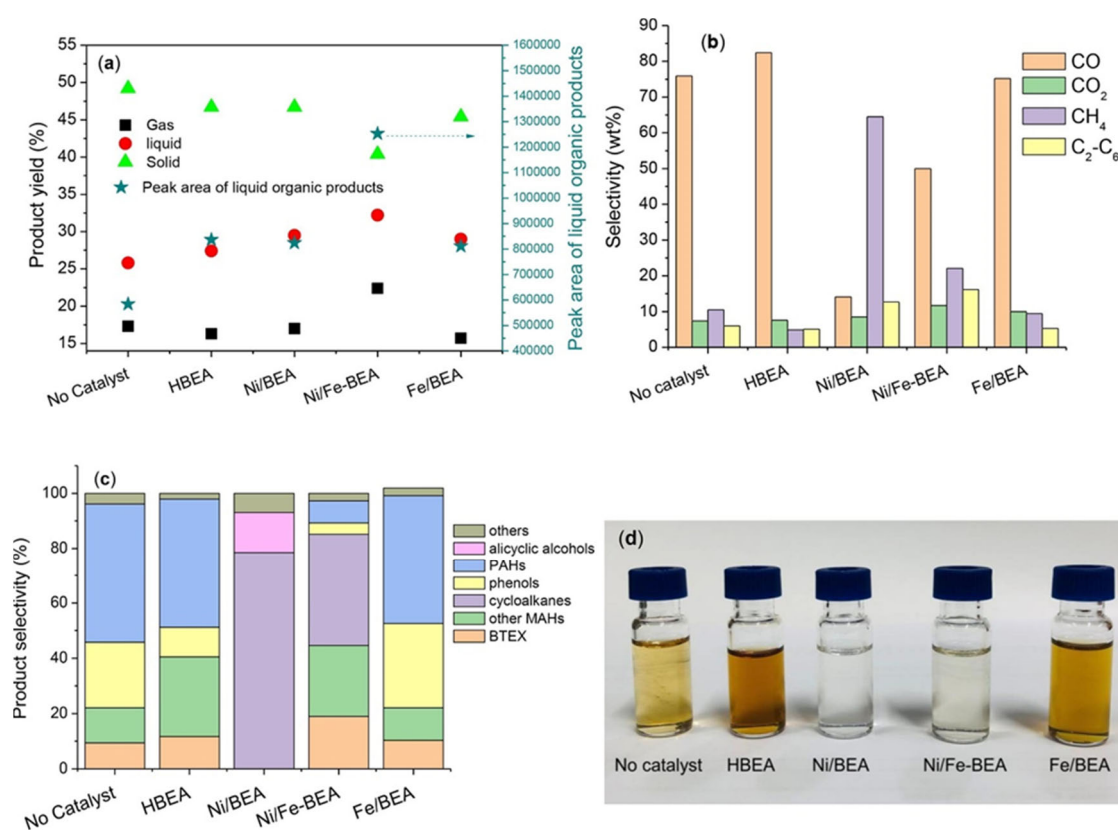 (a)
55
50
45
40
35
30
25
20
15
Product yield (%)
Gas
liquid
Solid
Peak area of liquid organic products
1600000
1500000
1400000
1300000
1200000
1100000
1000000
900000
800000
700000
600000
500000
400000
Peak area of liquid organic products
No Catalyst
HBEA
Ni/BEA
Ni/Fe-BEA
Fe/BEA
(b)
90
80
70
60
50
40
30
20
10
0
Selectivity (wt%)
CO
CO₂
CH₄
C₂-C₆
No catalyst
HBEA
Ni/BEA
Ni/Fe-BEA
Fe/BEA
(c)
100
80
60
40
20
0
Product selectivity (%)
others
alicyclic alcohols
PAHs
phenols
cycloalkanes
other MAHs
BTEX
No Catalyst
HBEA
Ni/BEA
Ni/Fe-BEA
Fe/BEA
(d)
No catalyst HBEA Ni/BEA Ni/Fe-BEA Fe/BEA